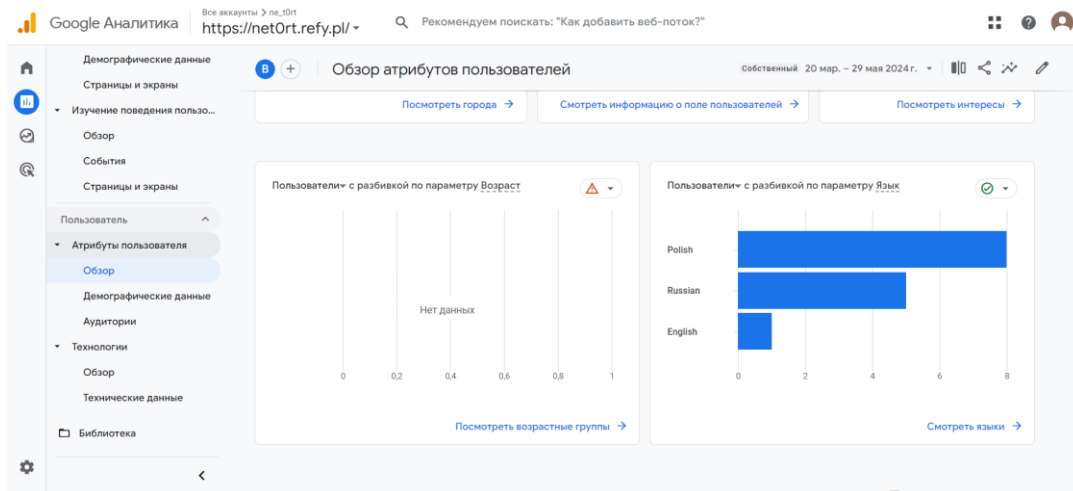 Google Аналитика
Все аккаунты > ne_t0rt
https://net0rt.refy.pl/
Рекомендуем поискать: "Как добавить веб-поток?"
Демографические данные
Страницы и экраны
Изучение поведения пользо...
Обзор
События
Страницы и экраны
Пользователь
Атрибуты пользователя
Обзор
Демографические данные
Аудитории
Технологии
Обзор
Технические данные
Библиотека
В
Обзор атрибутов пользователей
Собственный 20 мар. – 29 мая 2024 г.
Посмотреть города →
Смотреть информацию о поле пользователей →
Посмотреть интересы →
Пользователи с разбивкой по параметру Возраст
Нет данных
0 0,2 0,4 0,6 0,8 1
Посмотреть возрастные группы →
Пользователи с разбивкой по параметру Язык
Polish
Russian
English
0 2 4 6 8
Смотреть языки →